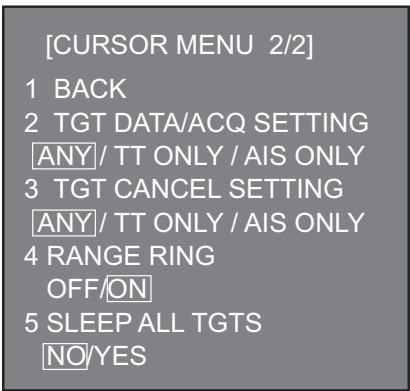 [CURSOR MENU 2/2]
1 BACK
2 TGT DATA/ACQ SETTING
ANY / TT ONLY / AIS ONLY
3 TGT CANCEL SETTING
ANY / TT ONLY / AIS ONLY
4 RANGE RING
OFF/ON
5 SLEEP ALL TGTS
NO/YES